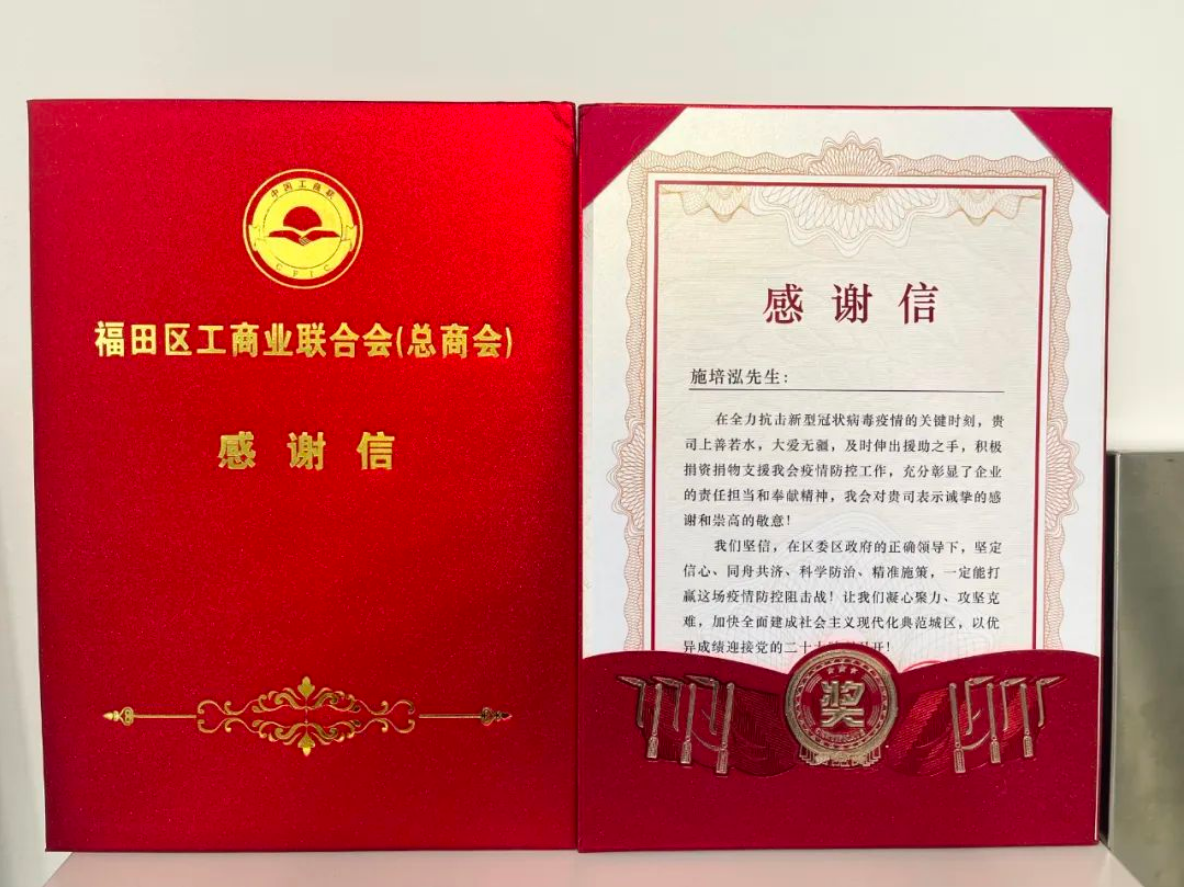 中国工商联
CFIC
福田区工商业联合会(总商会)
感谢信
感谢信
施培泓先生:
在全力抗击新型冠状病毒疫情的关键时刻，贵
司上善若水，大爱无疆，及时伸出援助之手，积极
捐资捐物支援我会疫情防控工作，充分彰显了企业
的责任担当和奉献精神，我会对贵司表示诚挚的感
谢和崇高的敬意！
我们坚信，在区委区政府的正确领导下，坚定
信心、同舟共济、科学防治、精准施策，一定能打
赢这场疫情防控阻击战！让我们凝心聚力、攻坚克
难，加快全面建成社会主义现代化典范城区，以优
异成绩迎接党的二十大
开！
奖